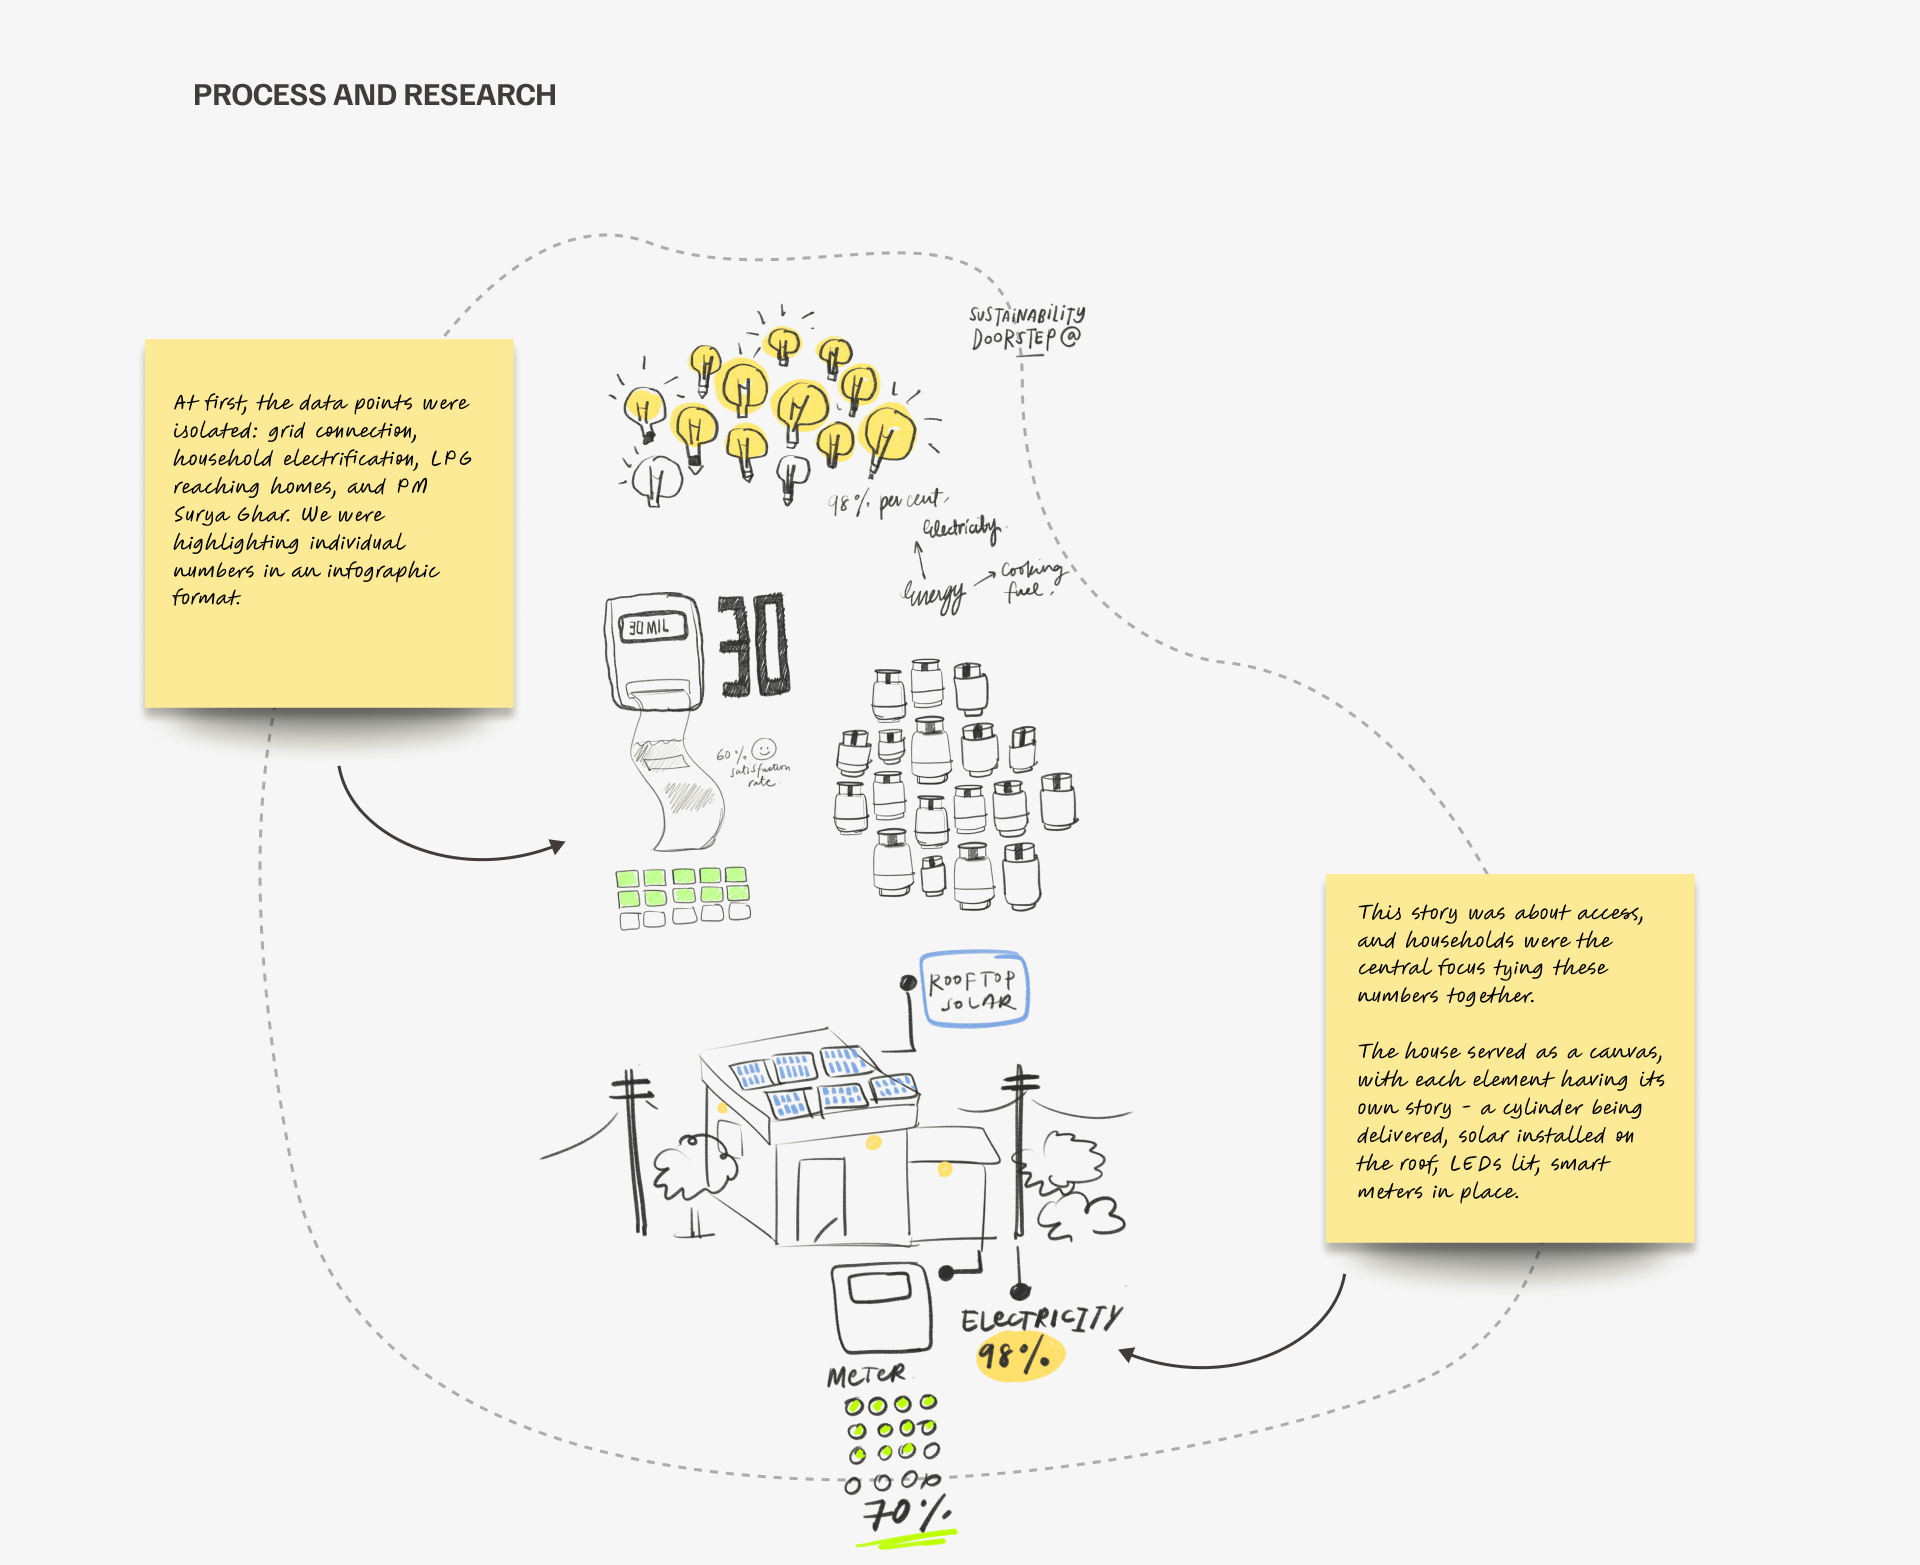 PROCESS AND RESEARCH
At first, the data points were
isolated: grid connection,
household electrification, LPG
reaching homes, and PM
Surya Ghar. We were
highlighting individual
numbers in an infographic
format.
SUSTAINABILITY
DOORSTEP @
98% per cent.
Electricity
Energy
Cooking
fuel.
30 MIL
30
60%
satisfaction
rate.
ROOFTOP
SOLAR
This story was about access,
and households were the
central focus tying these
numbers together.
The house served as a canvas,
with each element having its
own story - a cylinder being
delivered, solar installed on
the roof, LEDs lit, smart
meters in place.
ELECTRICITY
98%
METER
70%